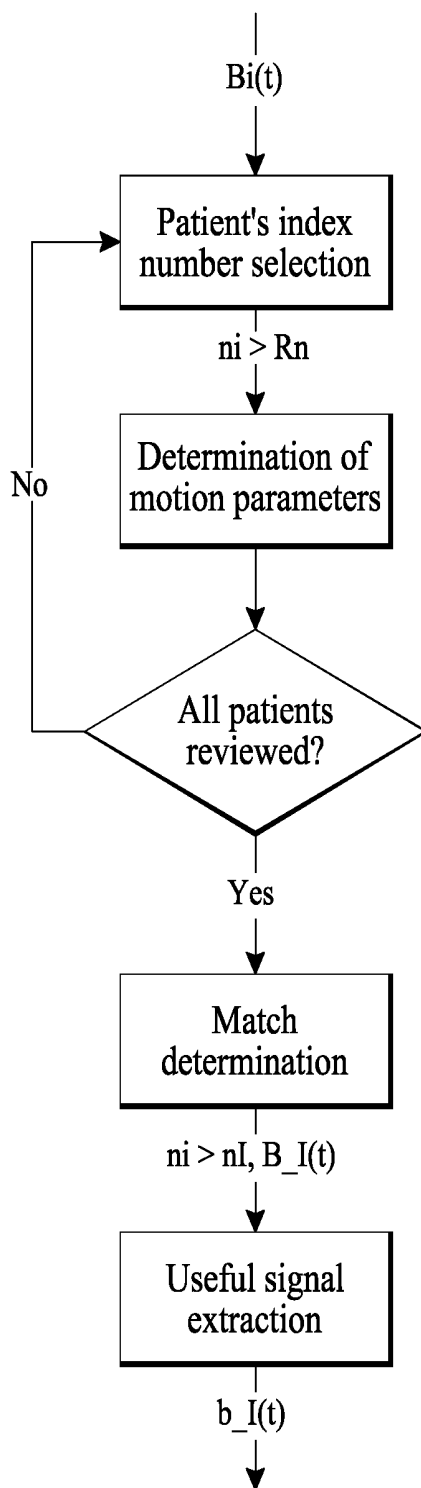 Bi(t)
Patient's index
number selection
ni > Rn
Determination of
motion parameters
No
All patients
reviewed?
Yes
Match
determination
ni > nI, B_I(t)
Useful signal
extraction
b_I(t)